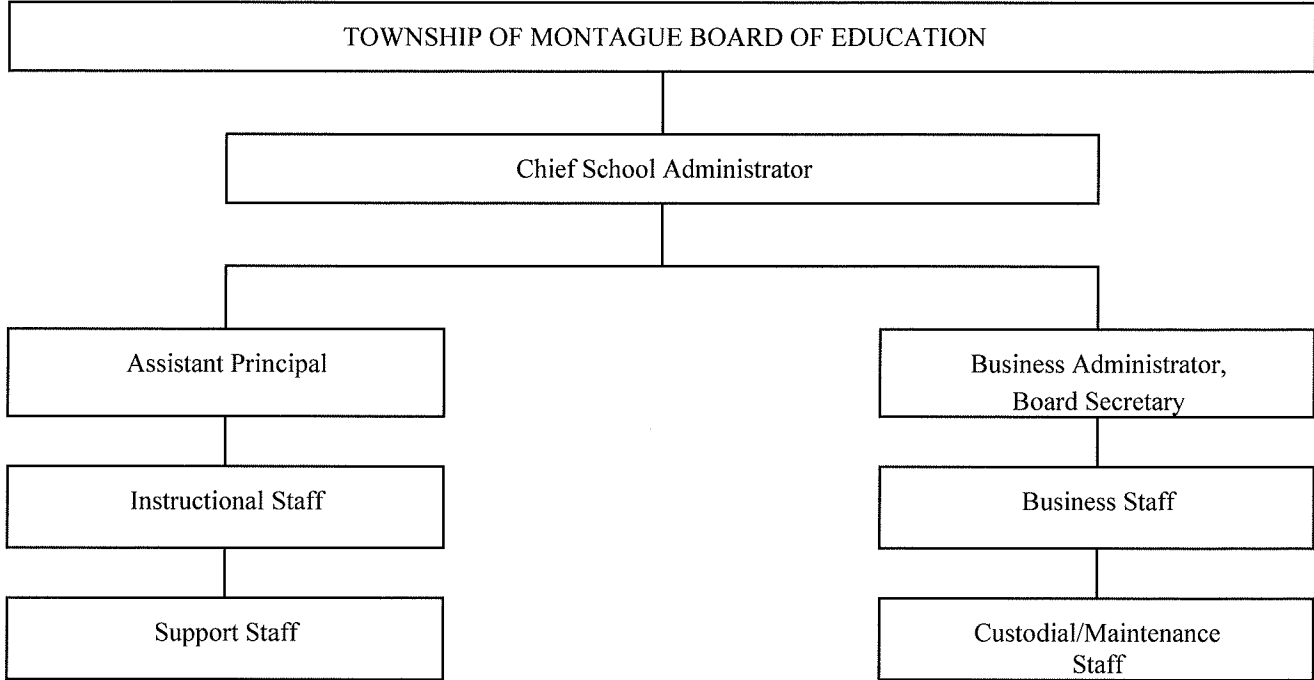 TOWNSHIP OF MONTAGUE BOARD OF EDUCATION
Chief School Administrator
Assistant Principal
Business Administrator,
Board Secretary
Instructional Staff
Business Staff
Support Staff
Custodial/Maintenance
Staff